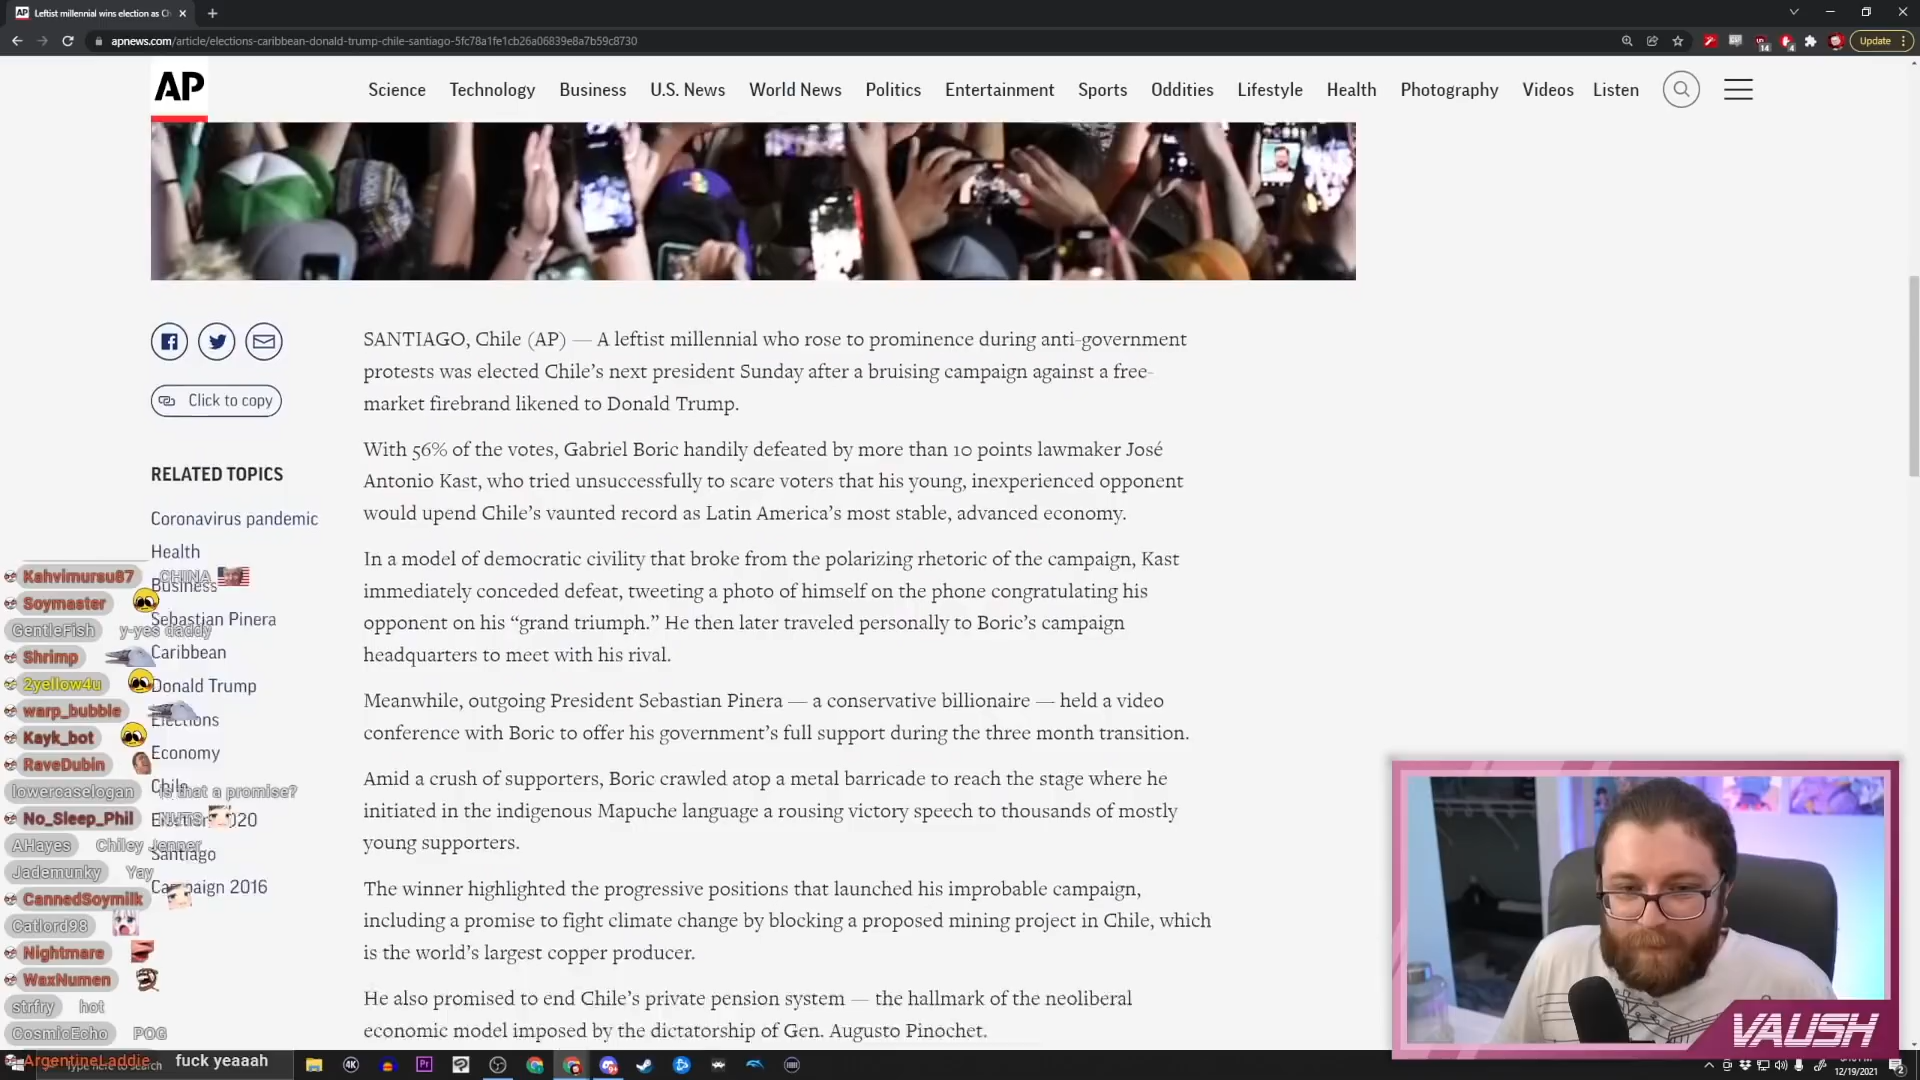 Leftist millennial wins election as Ch
apnews.com/article/elections-caribbean-donald-trump-chile-santiago-5fc78a1fe1cb26a06839e8a7b59c8730
Update
AP
Science Technology Business U.S. News World News Politics Entertainment Sports Oddities Lifestyle Health Photography Videos Listen
Click to copy
RELATED TOPICS
Coronavirus pandemic
Health
Business
Sebastian Pinera
Caribbean
Donald Trump
Elections
Economy
Chile
Election 2020
Santiago
Campaign 2016
SANTIAGO, Chile (AP) — A leftist millennial who rose to prominence during anti-government
protests was elected Chile’s next president Sunday after a bruising campaign against a free-
market firebrand likened to Donald Trump.
With 56% of the votes, Gabriel Boric handily defeated by more than 10 points lawmaker José
Antonio Kast, who tried unsuccessfully to scare voters that his young, inexperienced opponent
would upend Chile’s vaunted record as Latin America’s most stable, advanced economy.
In a model of democratic civility that broke from the polarizing rhetoric of the campaign, Kast
immediately conceded defeat, tweeting a photo of himself on the phone congratulating his
opponent on his “grand triumph.” He then later traveled personally to Boric’s campaign
headquarters to meet with his rival.
Meanwhile, outgoing President Sebastian Pinera — a conservative billionaire — held a video
conference with Boric to offer his government’s full support during the three month transition.
Amid a crush of supporters, Boric crawled atop a metal barricade to reach the stage where he
initiated in the indigenous Mapuche language a rousing victory speech to thousands of mostly
young supporters.
The winner highlighted the progressive positions that launched his improbable campaign,
including a promise to fight climate change by blocking a proposed mining project in Chile, which
is the world’s largest copper producer.
He also promised to end Chile’s private pension system — the hallmark of the neoliberal
economic model imposed by the dictatorship of Gen. Augusto Pinochet.
Kahvimursu87 CHINA
Soymaster
GentleFish y-yes daddy
Shrimp
2yellow4u
warp_bubble
Kayk_bot
RaveDubin
lowercaselogan is that a promise?
No_Sleep_Phil NUTS
AHayes Chiley Jenner
Jademunky Yay
CannedSoymilk
Catlord98
Nightmare
WaxNumen
strfry hot
CosmicEcho POG
ArgentineLaddie fuck yeaaah
Type here to search
VAUSH
12/19/2021